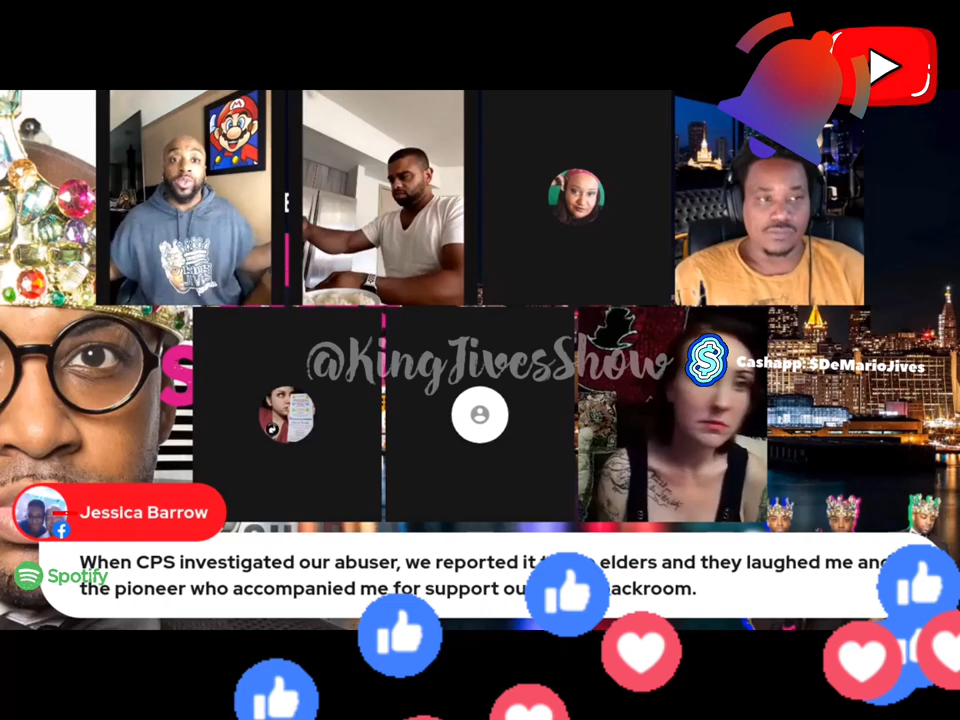 @KingJivesShow
Cashapp: $DeMarioJives
Jessica Barrow
When CPS investigated our abuser, we reported it elders and they laughed me and
Spotify
the pioneer who accompanied me for support